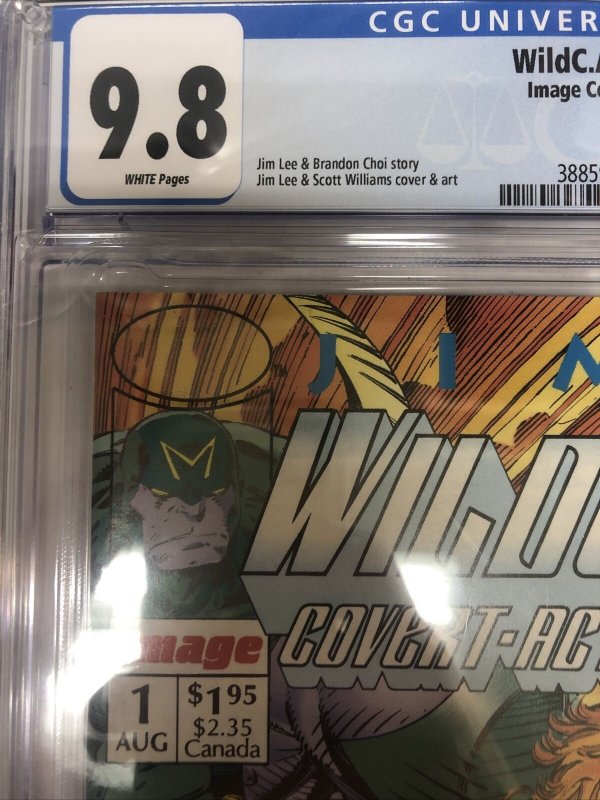 CGC UNIVER
9.8
WHITE Pages
WildC.
Image Co
Jim Lee & Brandon Choi story
Jim Lee & Scott Williams cover & art
3885
JIM
M
WILD
COVERT-AC
image
1
AUG
$1.95
$2.35
Canada